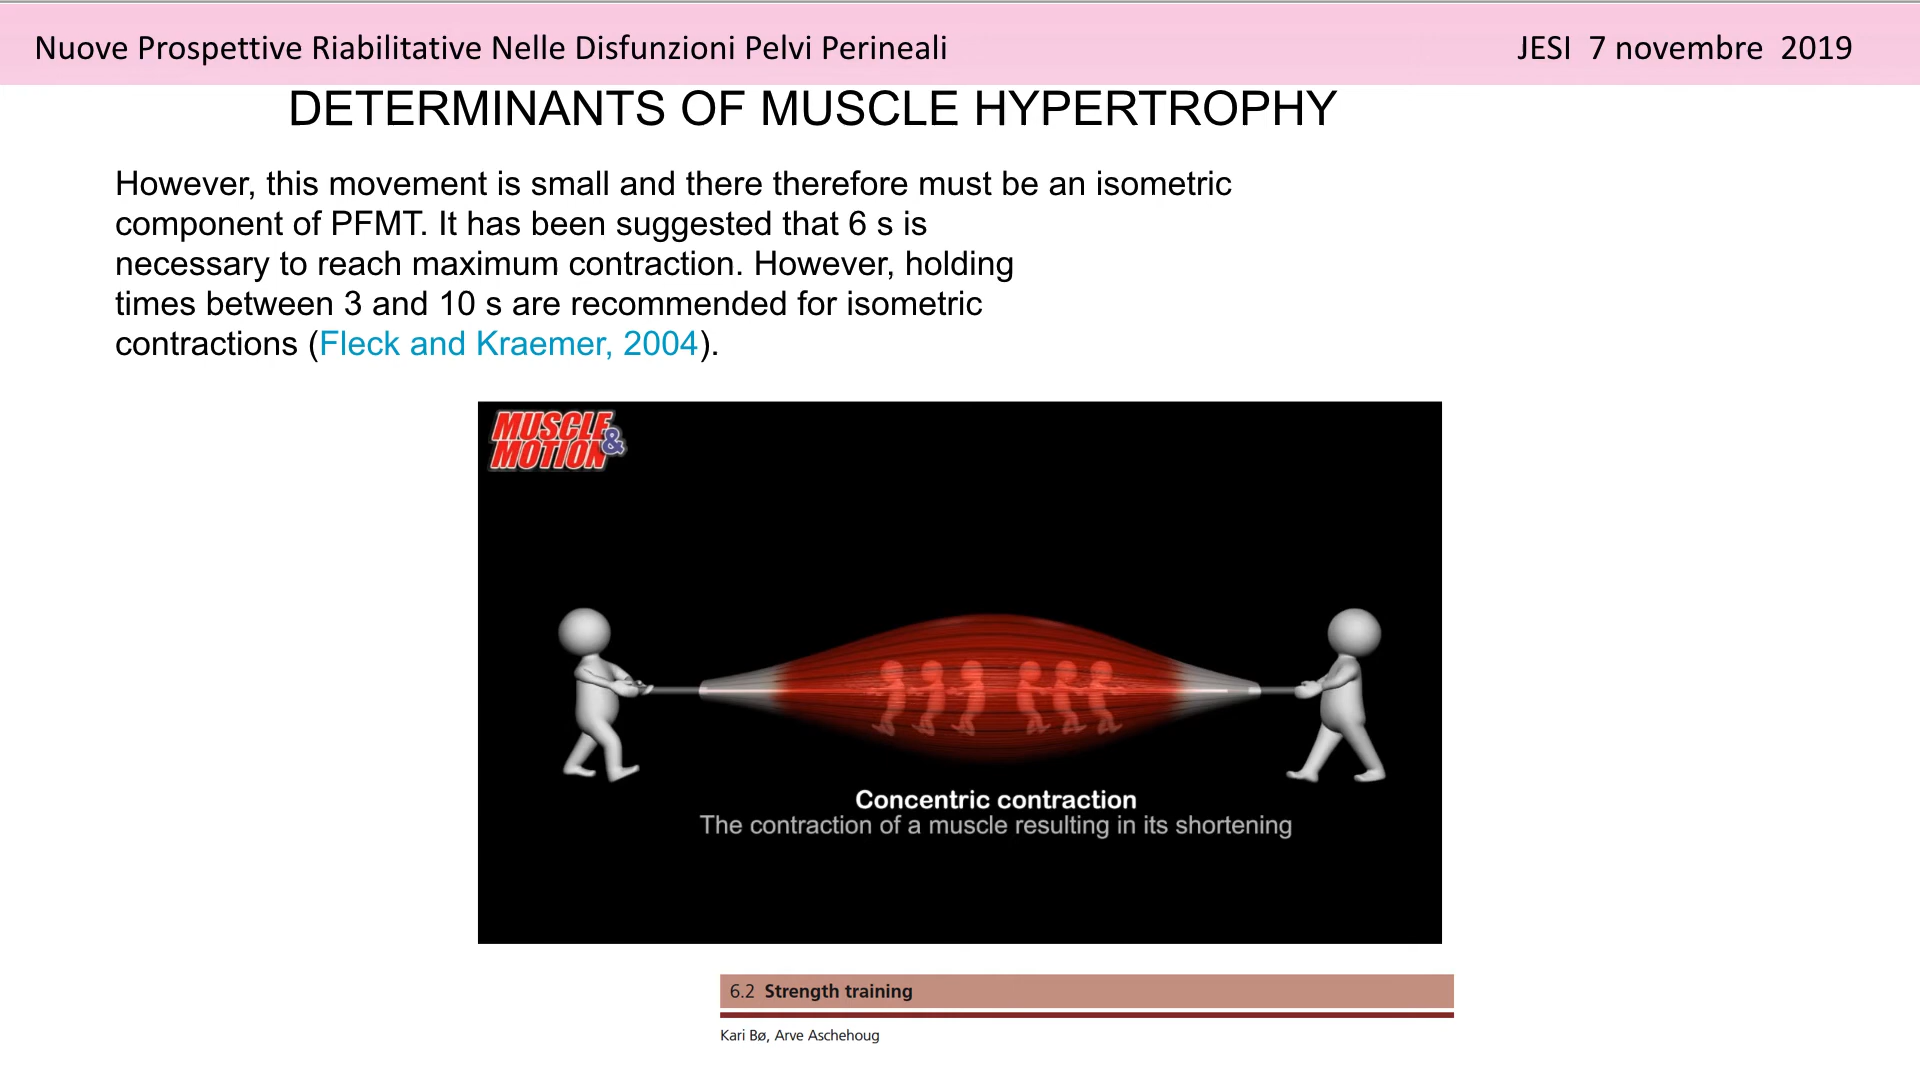 Nuove Prospettive Riabilitative Nelle Disfunzioni Pelvi Perineali JESI 7 novembre 2019
DETERMINANTS OF MUSCLE HYPERTROPHY
However, this movement is small and there therefore must be an isometric
component of PFMT. It has been suggested that 6 s is
necessary to reach maximum contraction. However, holding
times between 3 and 10 s are recommended for isometric
contractions (Fleck and Kraemer, 2004).
MUSCLE &
MOTION
Concentric contraction
The contraction of a muscle resulting in its shortening
6.2 Strength training
Kari Bø, Arve Aschehoug